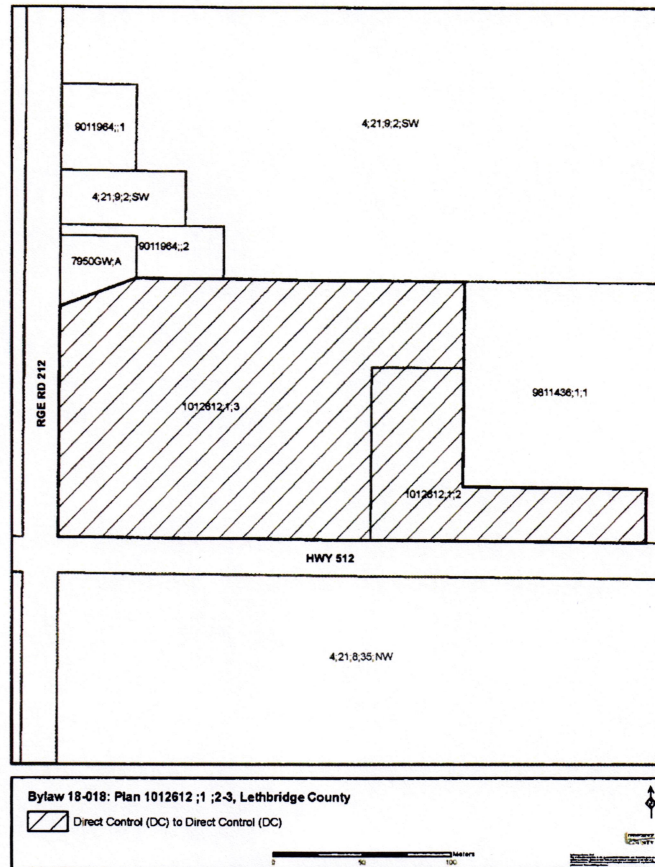 9011964;;1
4;21;9;2;SW
4;21;9;2;SW
9011964;;2
7950GW;A
RGE RD 212
1012612;1;3
9811436;1;1
1012612;1;2
HWY 512
4;21;8;35;NW
Bylaw 18-018: Plan 1012612 ;1 ;2-3, Lethbridge County
Direct Control (DC) to Direct Control (DC)
Meters
0 50 100